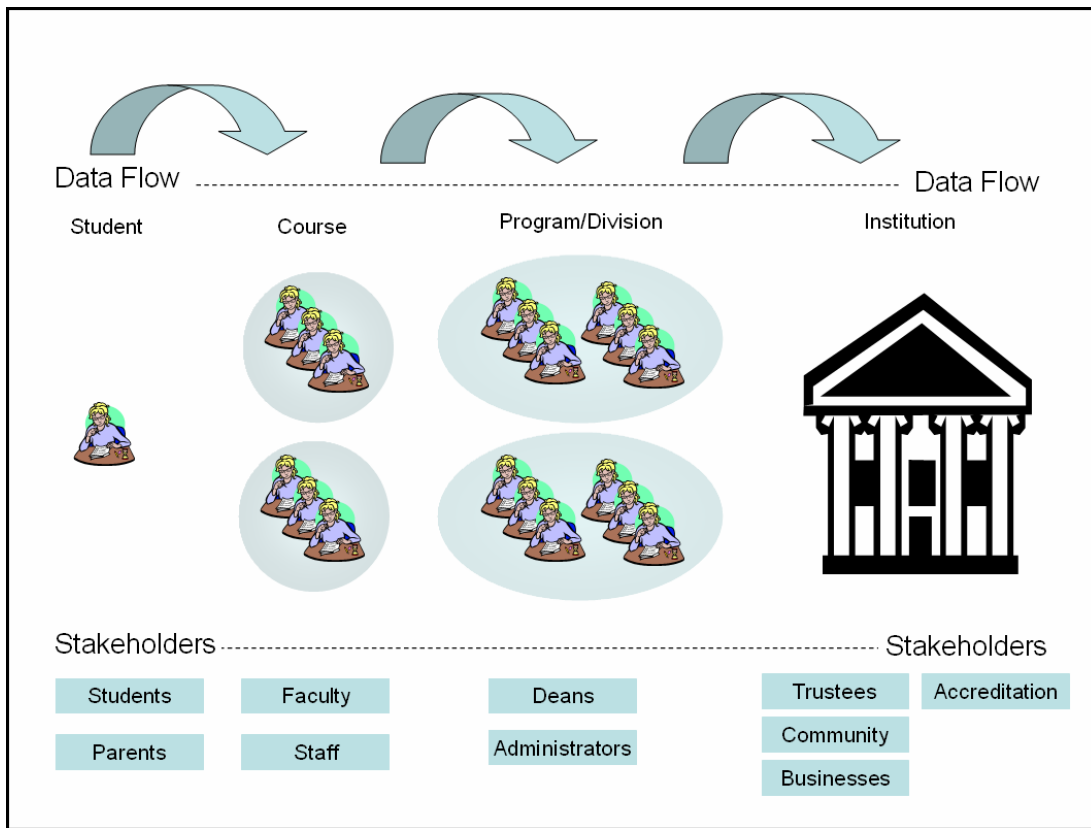 Data Flow
Data Flow
Student
Course
Program/Division
Institution
Stakeholders
Stakeholders
Students
Faculty
Deans
Trustees
Accreditation
Parents
Staff
Administrators
Community
Businesses